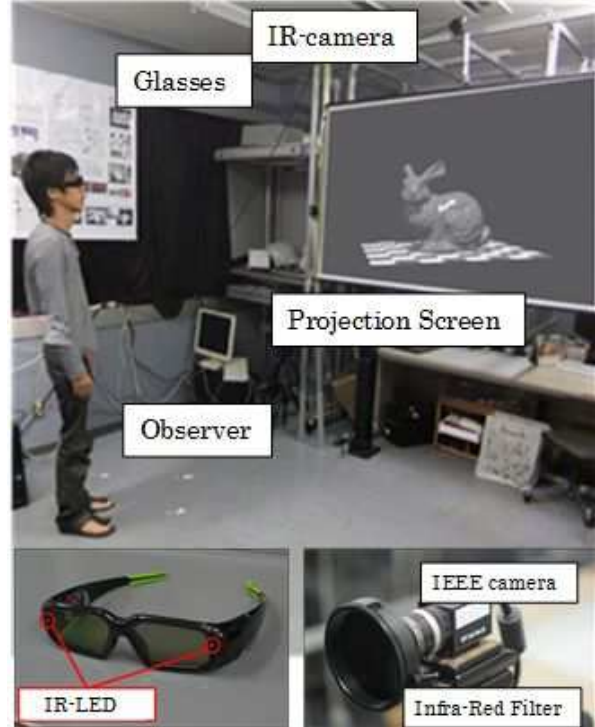 IR-camera
Glasses
Projection Screen
Observer
IEEE camera
IR-LED
Infra-Red Filter